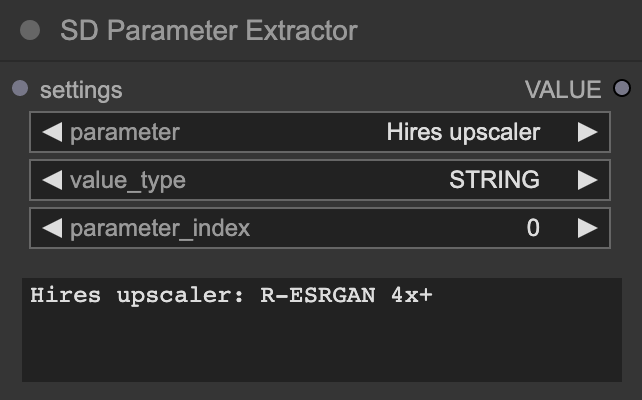 SD Parameter Extractor
settings VALUE
parameter Hires upscaler
value_type STRING
parameter_index 0
Hires upscaler: R-ESRGAN 4x+